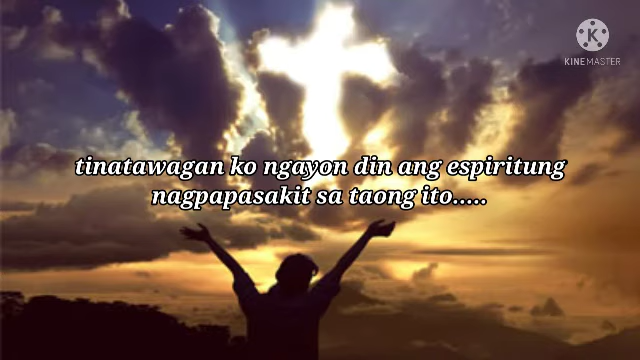 KINEMASTER
tinatawagan ko ngayon din ang espiritung
nagpapasakit sa taong ito.....